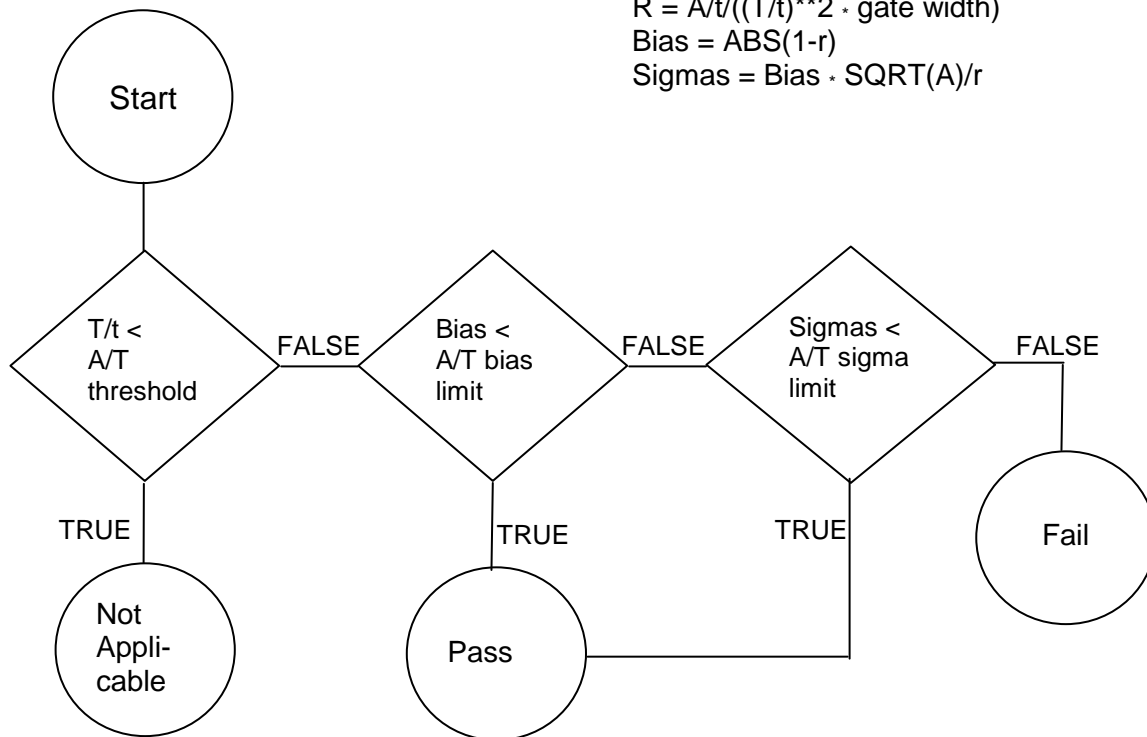 R = A/t/((T/t)**2 * gate width)
Bias = ABS(1-r)
Sigmas = Bias * SQRT(A)/r
Start
T/t <
A/T
threshold
FALSE
Bias <
A/T bias
limit
FALSE
Sigmas <
A/T sigma
limit
FALSE
TRUE
TRUE
TRUE
Not
Appli-
cable
Pass
Fail